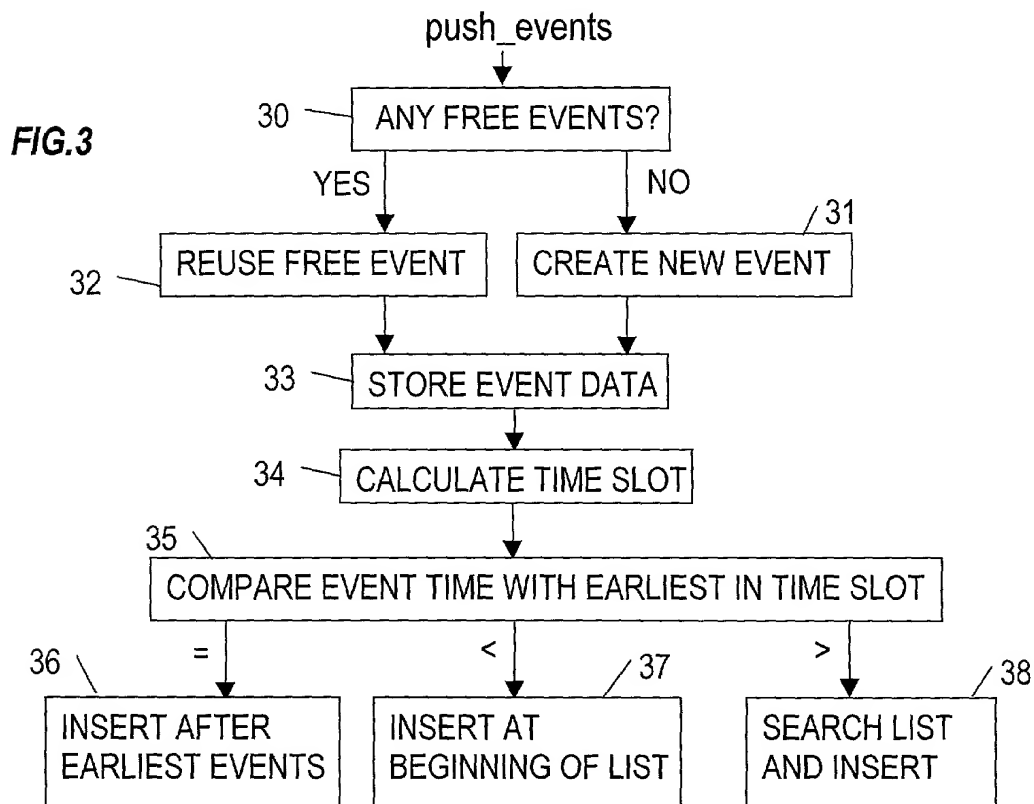 push_events
30
ANY FREE EVENTS?
FIG.3
YES
NO
31
REUSE FREE EVENT
CREATE NEW EVENT
32
33
STORE EVENT DATA
34
CALCULATE TIME SLOT
35
COMPARE EVENT TIME WITH EARLIEST IN TIME SLOT
=
<
>
36
37
38
INSERT AFTER
EARLIEST EVENTS
INSERT AT
BEGINNING OF LIST
SEARCH LIST
AND INSERT